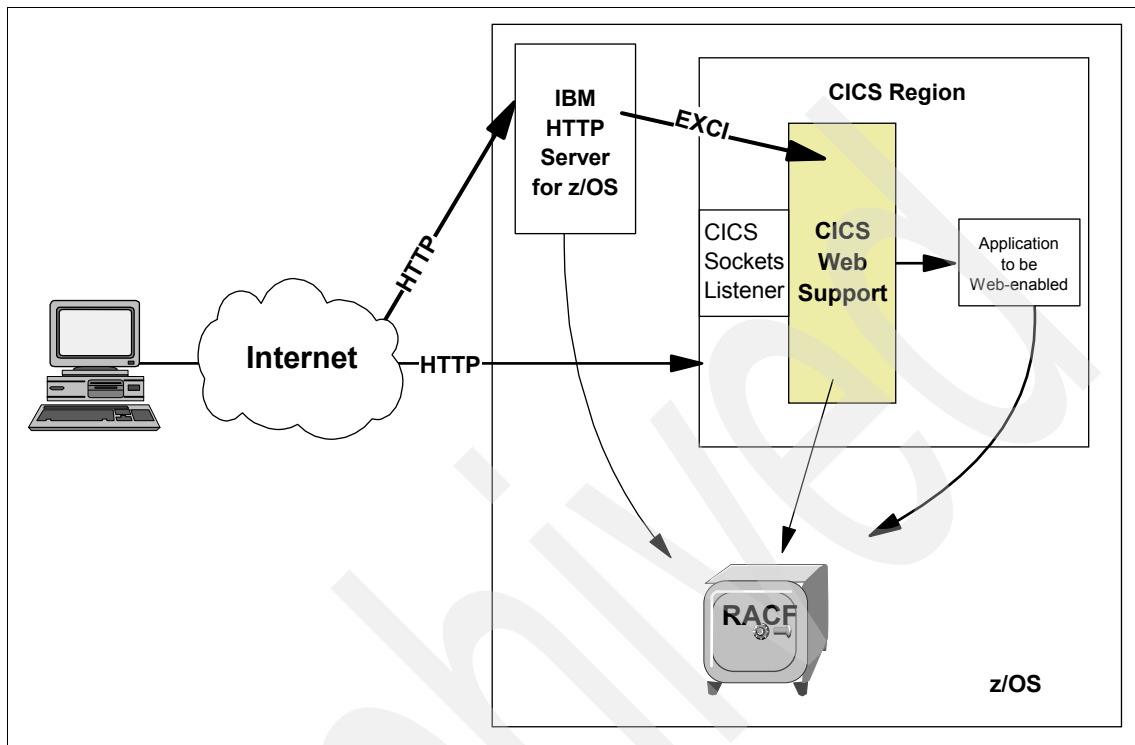 IBM
HTTP
Server
for z/OS
CICS Region
EXCI
HTTP
CICS
Sockets
Listener
CICS
Web
Support
Application
to be
Web-enabled
Internet
HTTP
RACF
z/OS